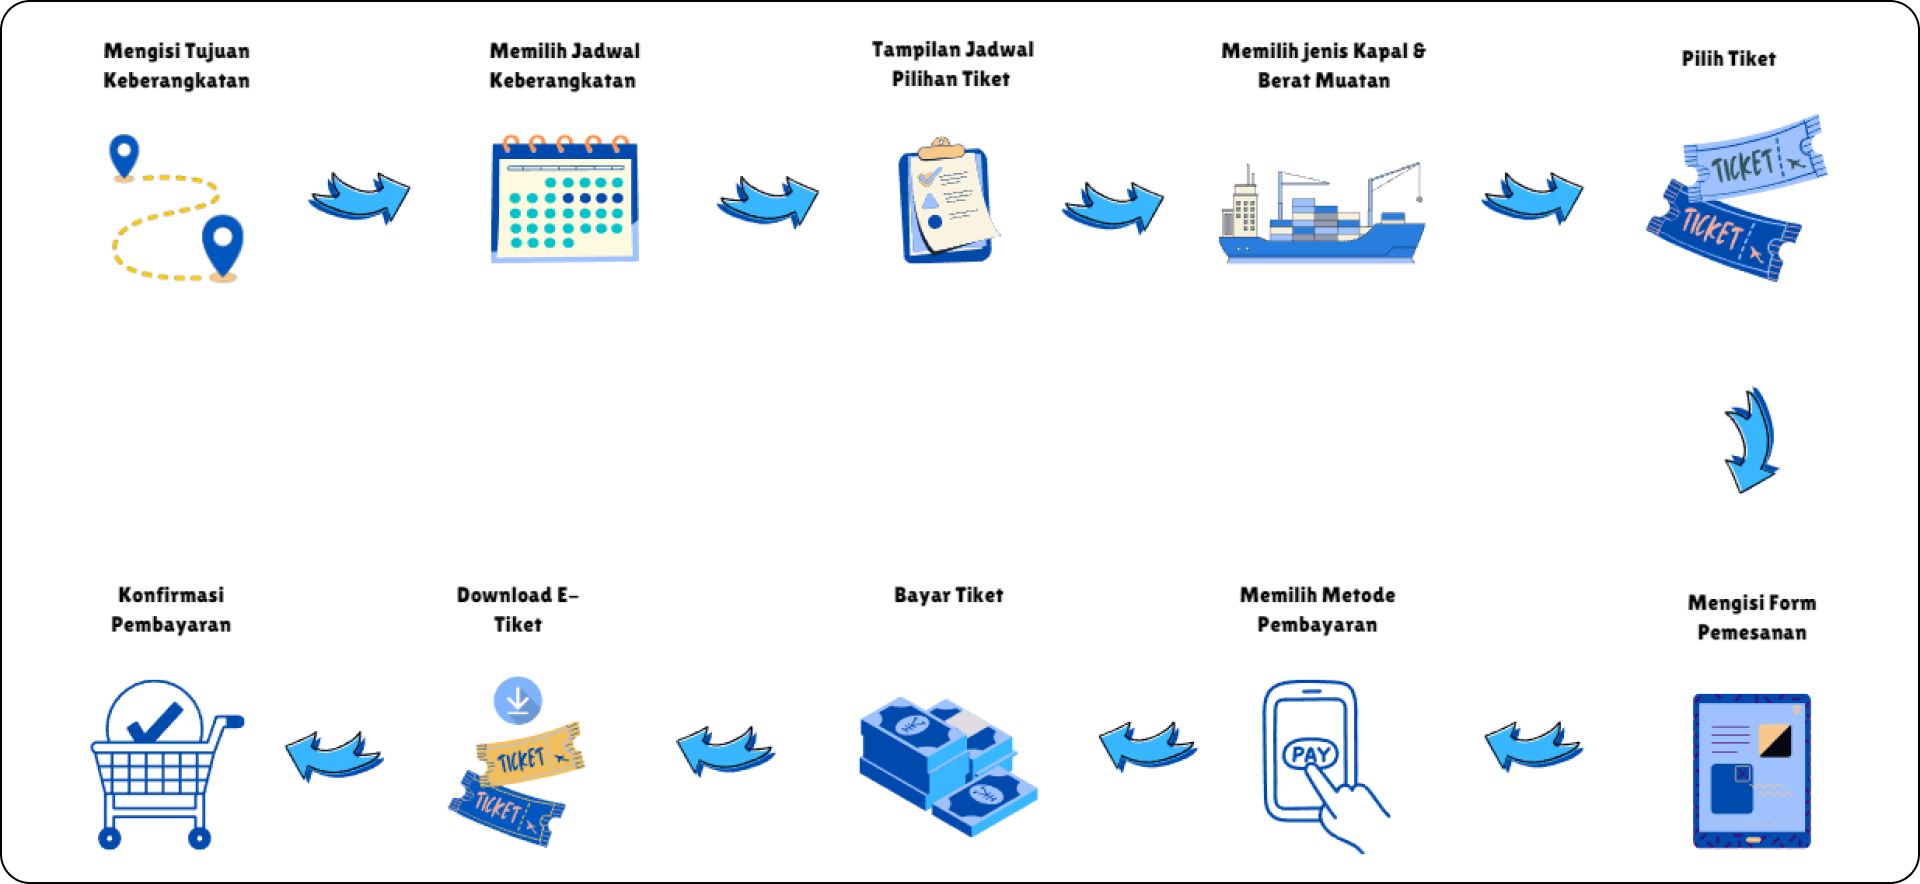 Mengisi Tujuan
Keberangkatan
Memilih Jadwal
Keberangkatan
Tampilan Jadwal
Pilihan Tiket
Memilih jenis Kapal &
Berat Muatan
Pilih Tiket
TICKET
TICKET
Mengisi Form
Pemesanan
Memilih Metode
Pembayaran
PAY
Bayar Tiket
Download E-
Tiket
TICKET
TICKET
Konfirmasi
Pembayaran